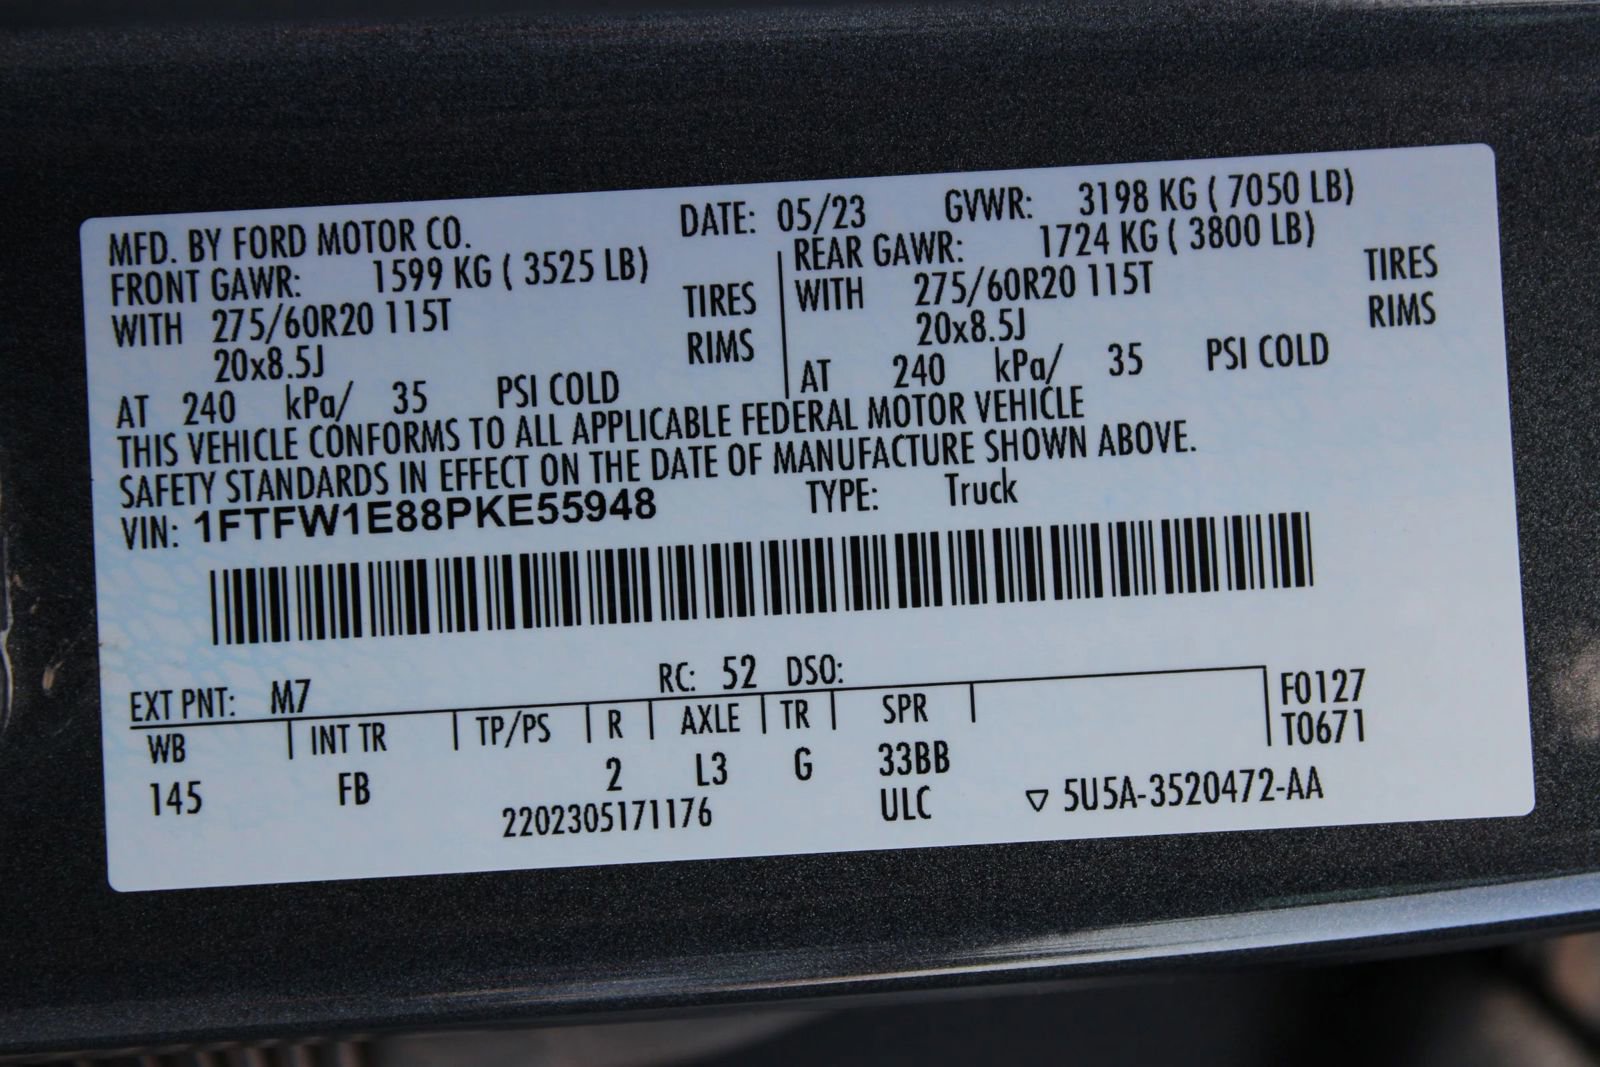 MFD. BY FORD MOTOR CO. DATE: 05/23 GVWR: 3198 KG ( 7050 LB)
FRONT GAWR: 1599 KG ( 3525 LB) REAR GAWR: 1724 KG ( 3800 LB)
WITH 275/60R20 115T TIRES WITH 275/60R20 115T TIRES
20x8.5J RIMS 20x8.5J RIMS
AT 240 kPa/ 35 PSI COLD AT 240 kPa/ 35 PSI COLD
THIS VEHICLE CONFORMS TO ALL APPLICABLE FEDERAL MOTOR VEHICLE
SAFETY STANDARDS IN EFFECT ON THE DATE OF MANUFACTURE SHOWN ABOVE.
VIN: 1FTFW1E88PKE55948 TYPE: Truck
EXT PNT: M7 RC: 52 DSO: F0127
WB INT TR TP/PS R AXLE TR SPR T0671
145 FB 2 L3 G 33BB
2202305171176 ULC ▽ 5U5A-3520472-AA